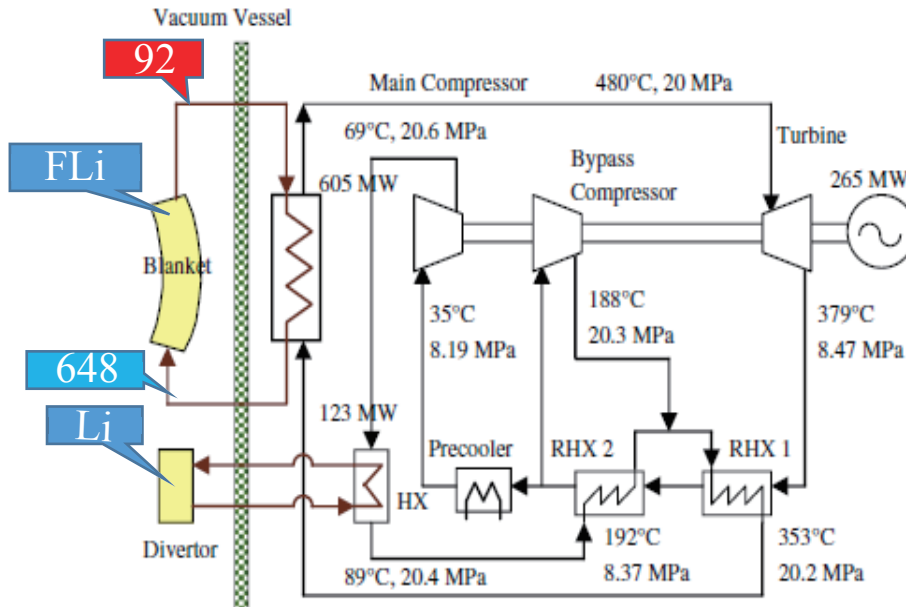 Vacuum Vessel
92
Main Compressor
480°C, 20 MPa
69°C, 20.6 MPa
Turbine
FLi
Bypass
Compressor
605 MW
265 MW
Blanket
35°C
8.19 MPa
188°C
20.3 MPa
379°C
8.47 MPa
648
Li
123 MW
Precooler
RHX 2
RHX 1
HX
Divertor
192°C
8.37 MPa
353°C
20.2 MPa
89°C, 20.4 MPa